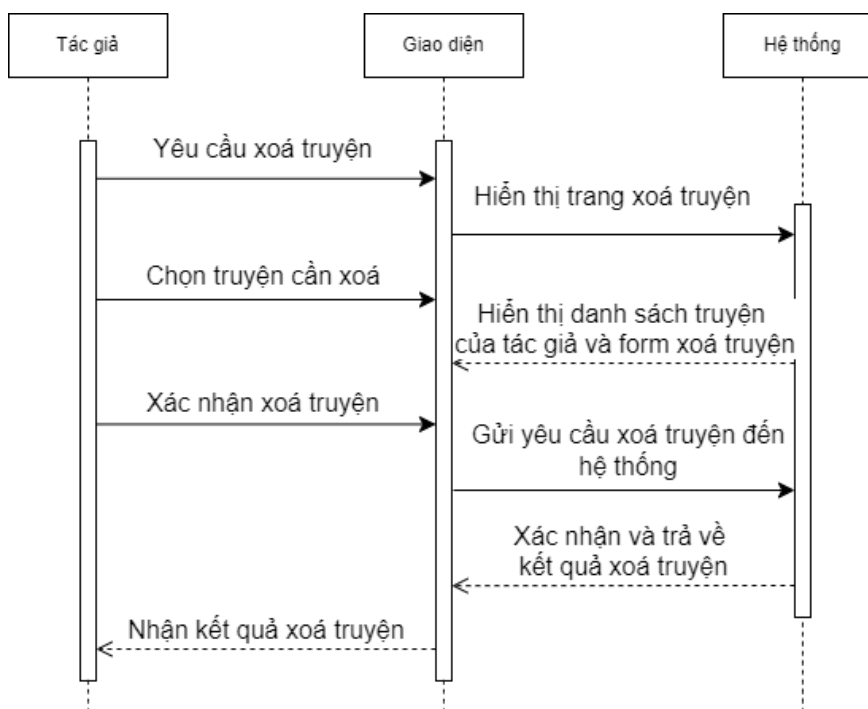 Tác giả
Giao diện
Hệ thống
Yêu cầu xoá truyện
Hiển thị trang xoá truyện
Chọn truyện cần xoá
Hiển thị danh sách truyện
của tác giả và form xoá truyện
Xác nhận xoá truyện
Gửi yêu cầu xoá truyện đến
hệ thống
Xác nhận và trả về
kết quả xoá truyện
Nhận kết quả xoá truyện